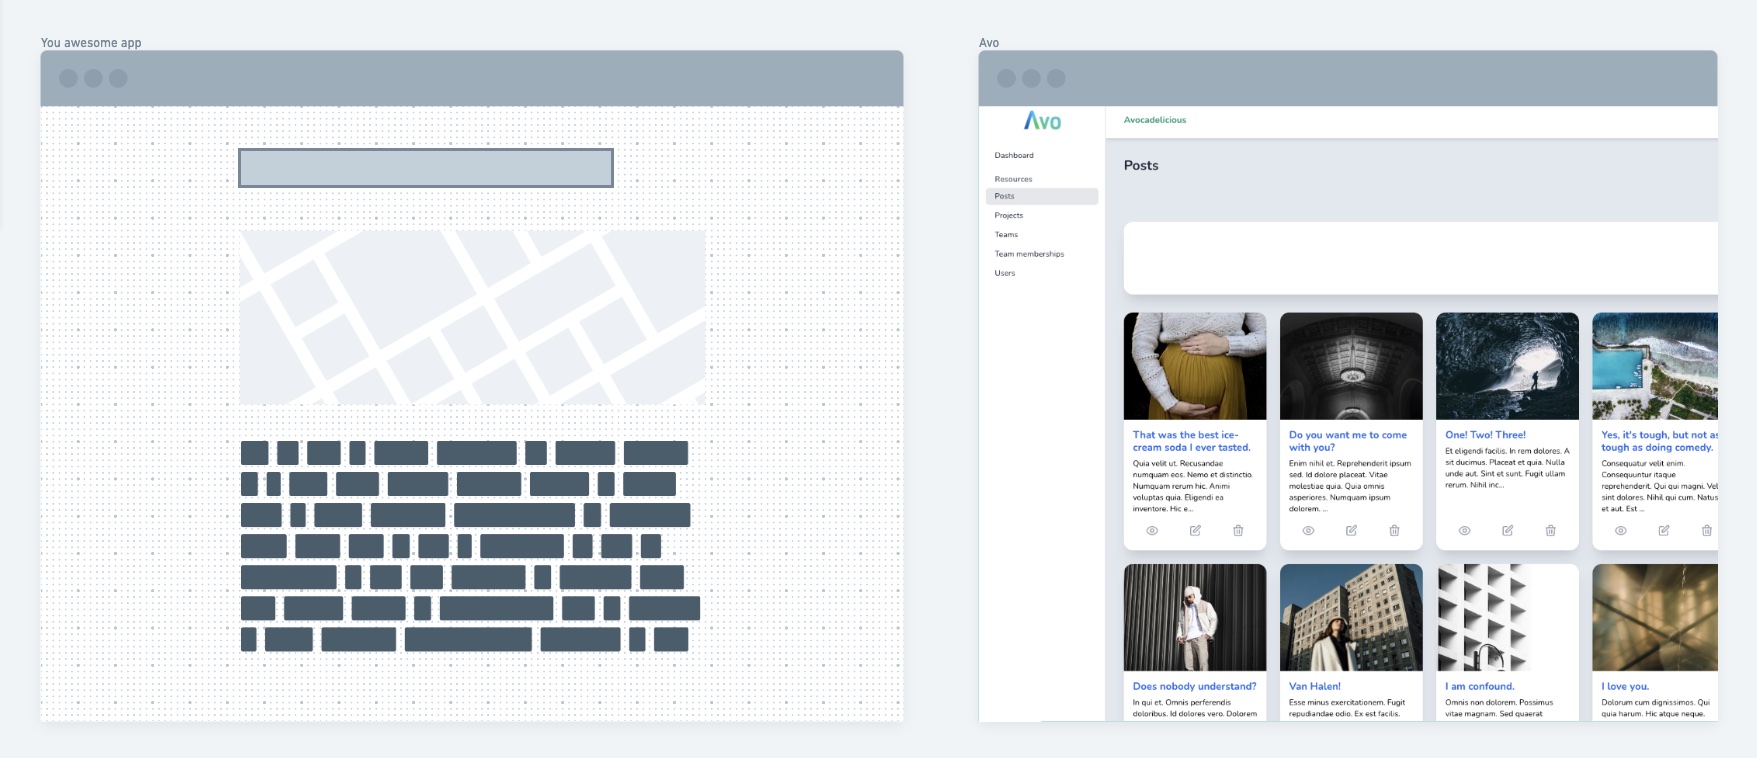 You awesome app
Avo
Avo
Avocadelicious
Dashboard
Resources
Posts
Projects
Teams
Team memberships
Users
Posts
That was the best ice-
cream soda I ever tasted.
Quia velit ut. Recusandae
numquam eos. Nemo et distinctio.
Numquam rerum hic. Animi
voluptas quia. Eligendi ea
inventore. Hic e...
Do you want me to come
with you?
Enim nihil et. Reprehenderit ipsum
sed. Id dolore placeat. Vitae
molestiae quia. Quia omnis
asperiores. Numquam ipsum
dolorem. ...
One! Two! Three!
Et eligendi facilis. In rem dolores. A
sit ducimus. Placeat et quia. Nulla
unde aut. Sint et sunt. Fugit ullam
rerum. Nihil inc...
Yes, it's tough, but not as
tough as doing comedy.
Consequatur velit enim.
Consequuntur itaque
reprehenderit. Qui qui magni. Vel
sint dolores. Nihil qui cum. Natus
et aut. Est ...
Does nobody understand?
In qui et. Omnis perferendis
doloribus. Id dolores vero. Dolorem
Van Halen!
Esse minus exercitationem. Fugit
repudiandae odio. Ex est facilis.
I am confound.
Omnis non dolorem. Possimus
vitae magnam. Sed quaerat
I love you.
Dolorum cum dignissimos. Qui
quia harum. Hic atque neque.